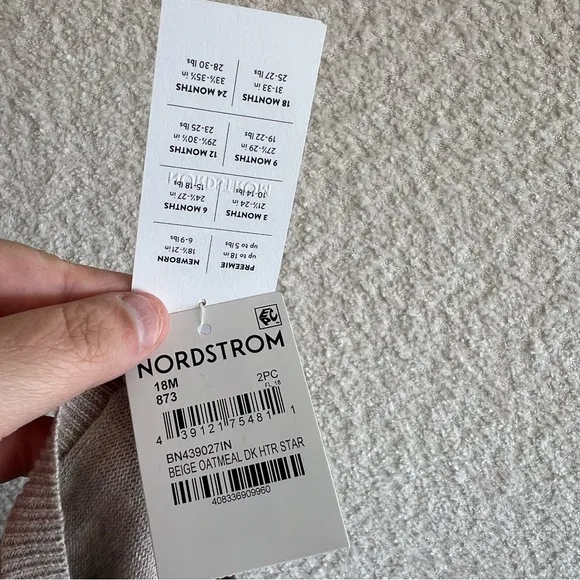 PREEMIE
up to 18 in
up to 5 lbs
NEWBORN
18½-21in
6-9 lbs
3 MONTHS
21½-24 in
10-14 lbs
6 MONTHS
24½-27 in
15-18 lbs
NORDSTROM
9 MONTHS
27½-29 in
19-22 lbs
12 MONTHS
29½-30½ in
23-25 lbs
18 MONTHS
31-33 in
25-27 lbs
24 MONTHS
33½-35½ in
28-30 lbs
NORDSTROM
18M 2PC
873 FL 18
4 39121 75481 1
BN439027IN
BEIGE OATMEAL DK HTR STAR
408336909960